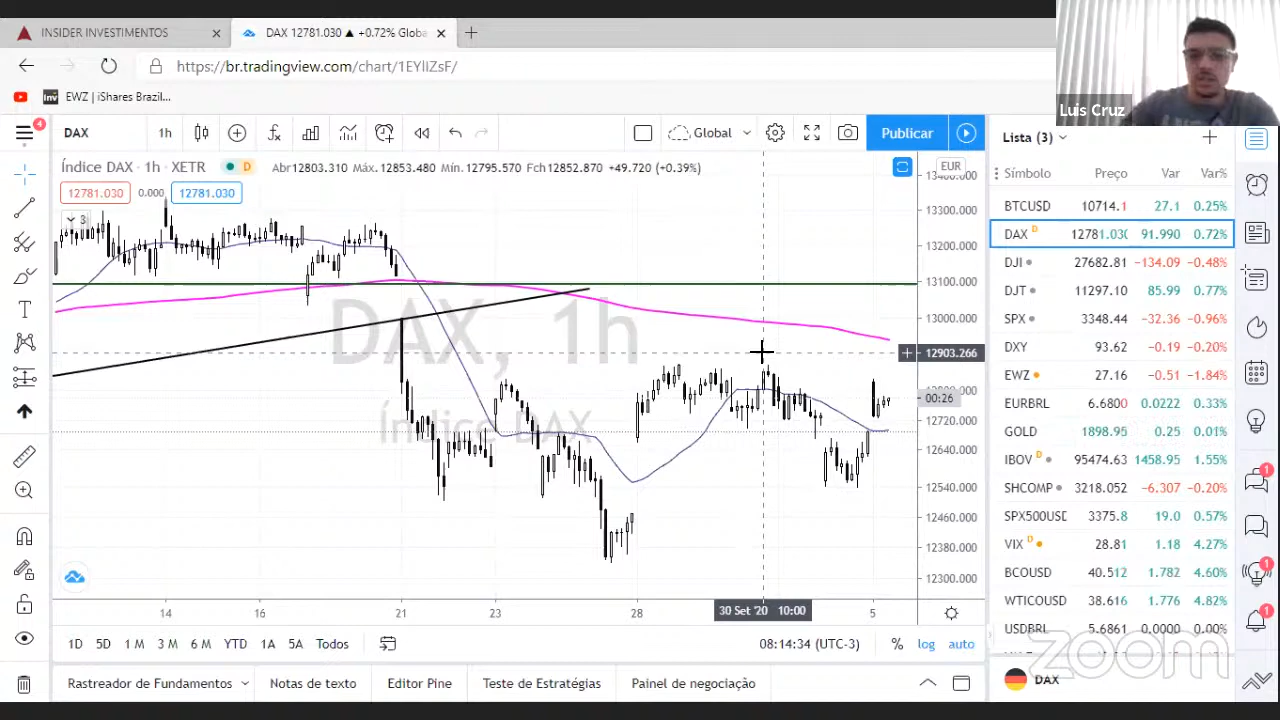 INSIDER INVESTIMENTOS
DAX 12781.030 ▲ +0.72% Globa
https://br.tradingview.com/chart/1EYlIZsF/
Inv EWZ | iShares Brazil...
Luis Cruz
4
DAX 1h Global Publicar
Lista (3)
Índice DAX · 1h · XETR D Abr12803.310 Máx.12853.480 Mín.12795.570 Fch12852.870 +49.720 (+0.39%)
EUR
12781.030 0.000 12781.030
3
DAX, 1h
Índice DAX
13400.000
13300.000
13200.000
13100.000
13000.000
12903.266
00:26
12720.000
12640.000
12540.000
12460.000
12380.000
12300.000
14 16 21 23 28 30 Set '20 10:00 5
1D 5D 1 M 3 M 6 M YTD 1A 5A Todos 08:14:34 (UTC-3) % log auto
Rastreador de Fundamentos Notas de texto Editor Pine Teste de Estratégias Painel de negociação
Símbolo Preço Var Var%
BTCUSD 10714.1 27.1 0.25%
DAX D 12781.030 91.990 0.72%
DJI 27682.81 −134.09 −0.48%
DJT 11297.10 85.99 0.77%
SPX 3348.44 −32.36 −0.96%
DXY 93.62 −0.19 −0.20%
EWZ 27.16 −0.51 −1.84%
EURBRL 6.6800 0.0222 0.33%
GOLD 1898.95 0.25 0.01%
IBOV D 95474.63 1458.95 1.55%
SHCOMP 3218.052 −6.307 −0.20%
SPX500USD 3375.8 19.0 0.57%
VIX D 28.81 1.18 4.27%
BCOUSD 40.512 1.782 4.60%
WTICOUSD 38.616 1.776 4.82%
USDBRL 5.6861 0.0000 0.00%
zoom
DAX
1
1
1